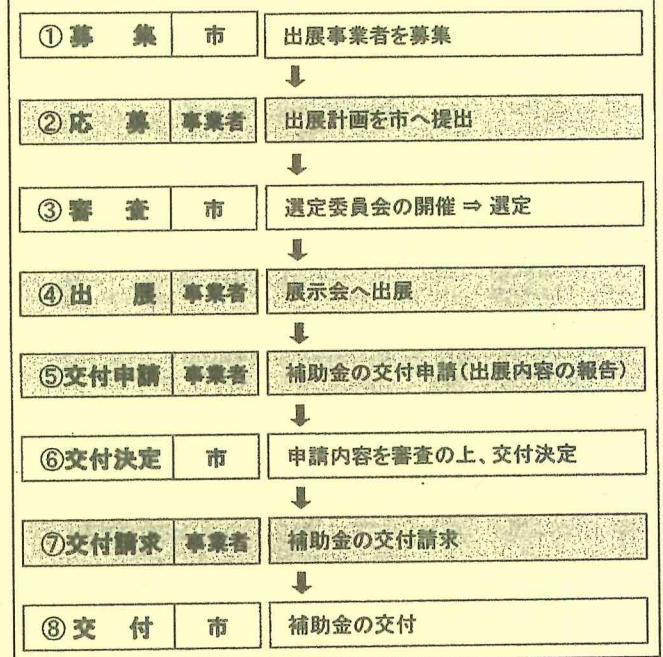 ①募 集 市 出展事業者を募集
⬇
②応 募 事業者 出展計画を市へ提出
⬇
③審 査 市 選定委員会の開催 ⇒ 選定
⬇
④出 展 事業者 展示会へ出展
⬇
⑤交付申請 事業者 補助金の交付申請(出展内容の報告)
⬇
⑥交付決定 市 申請内容を審査の上、交付決定
⬇
⑦交付請求 事業者 補助金の交付請求
⬇
⑧交 付 市 補助金の交付